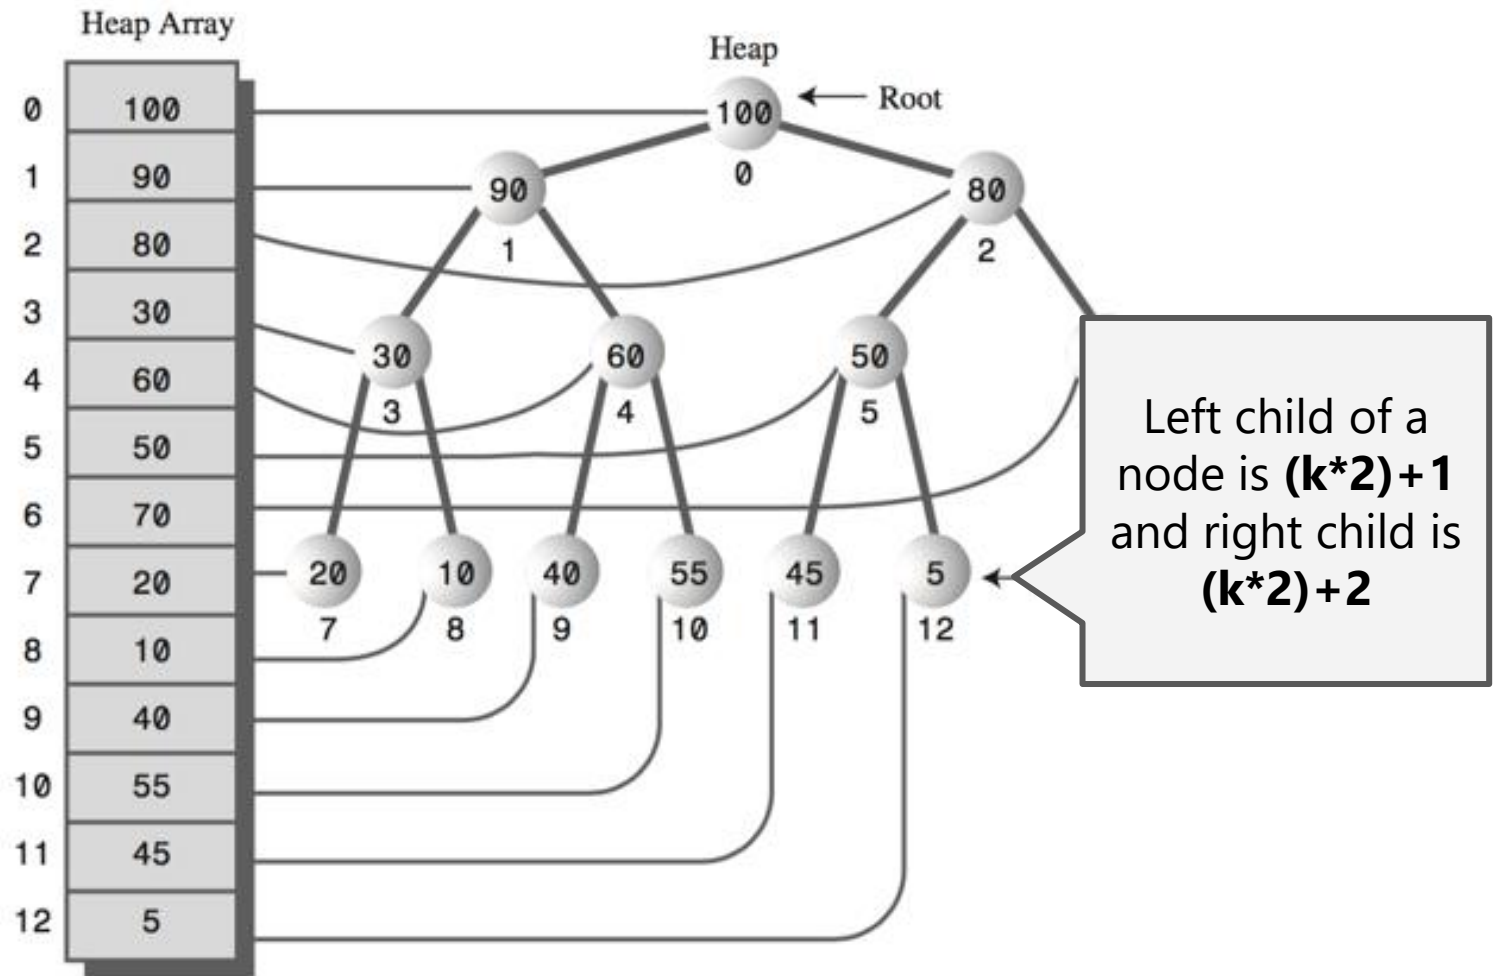 Heap Array
Heap
0 100
1 90
2 80
3 30
4 60
5 50
6 70
7 20
8 10
9 40
10 55
11 45
12 5
100 Root
0
90 80
1 2
30 60 50
3 4 5
20 10 40 55 45 5
7 8 9 10 11 12
Left child of a
node is (k*2)+1
and right child is
(k*2)+2